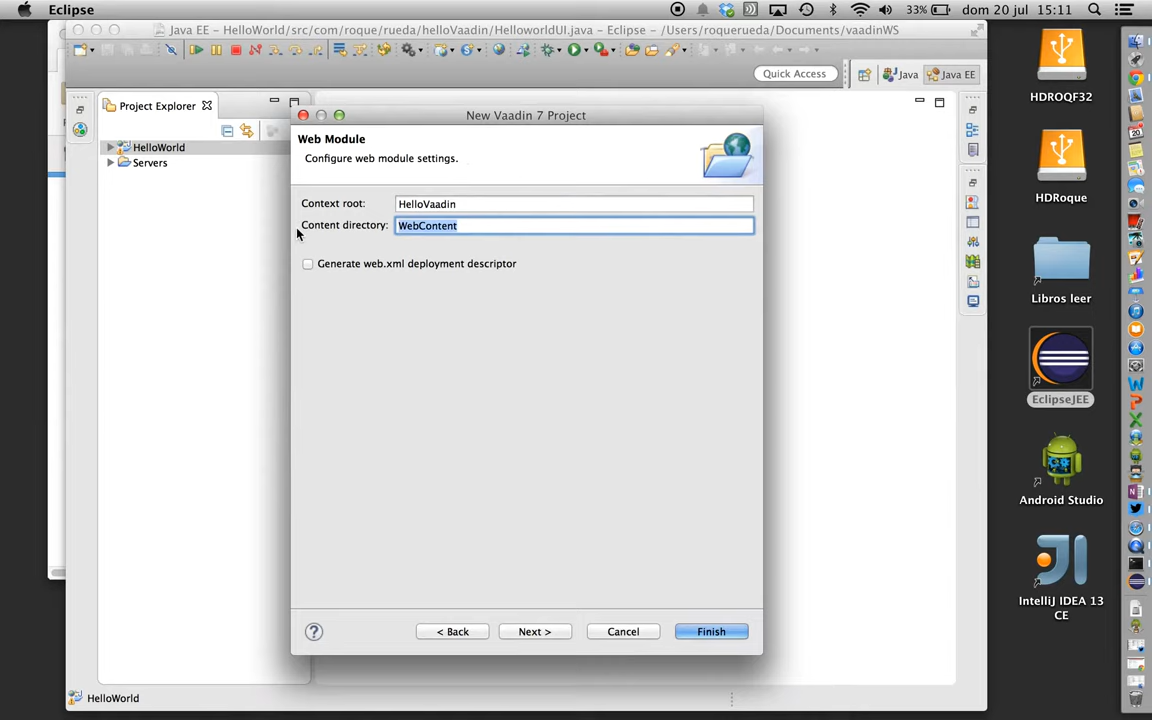 Eclipse
33%
dom 20 jul 15:11
Java EE - HelloWorld/src/com/roque/rueda/helloVaadin/HelloworldUI.java - Eclipse - /Users/roquerueda/Documents/vaadinWS
Quick Access
Java
Java EE
Project Explorer
HelloWorld
Servers
New Vaadin 7 Project
Web Module
Configure web module settings.
Context root:
HelloVaadin
Content directory:
WebContent
Generate web.xml deployment descriptor
?
< Back
Next >
Cancel
Finish
HelloWorld
HDROQF32
HDRoque
Libros leer
EclipseJEE
Android Studio
IntelliJ IDEA 13
CE